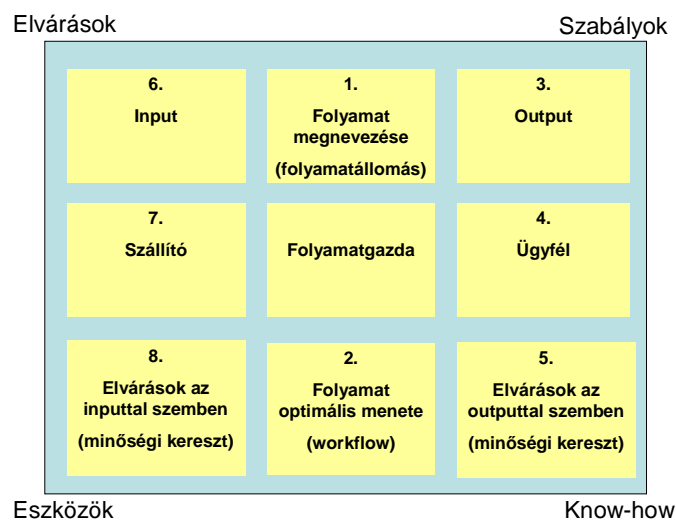 Elvárások
Szabályok
6.
Input
1.
Folyamat
megnevezése
(folyamatállomás)
3.
Output
7.
Szállító
Folyamatgazda
4.
Ügyfél
8.
Elvárások az
inputtal szemben
(minőségi kereszt)
2.
Folyamat
optimális menete
(workflow)
5.
Elvárások az
outputtal szemben
(minőségi kereszt)
Eszközök
Know-how